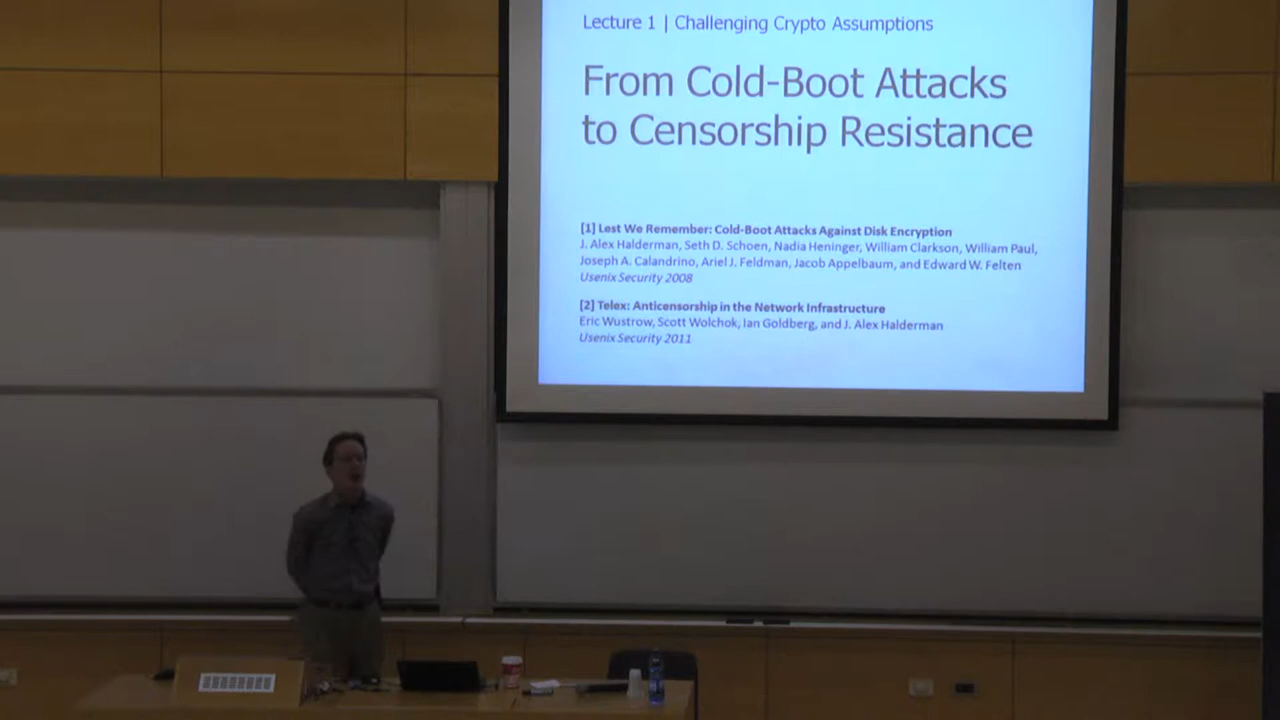 Lecture 1 | Challenging Crypto Assumptions
From Cold-Boot Attacks
to Censorship Resistance
[1] Lest We Remember: Cold-Boot Attacks Against Disk Encryption
J. Alex Halderman, Seth D. Schoen, Nadia Heninger, William Clarkson, William Paul,
Joseph A. Calandrino, Ariel J. Feldman, Jacob Appelbaum, and Edward W. Felten
Usenix Security 2008
[2] Telex: Anticensorship in the Network Infrastructure
Eric Wustrow, Scott Wolchok, Ian Goldberg, and J. Alex Halderman
Usenix Security 2011